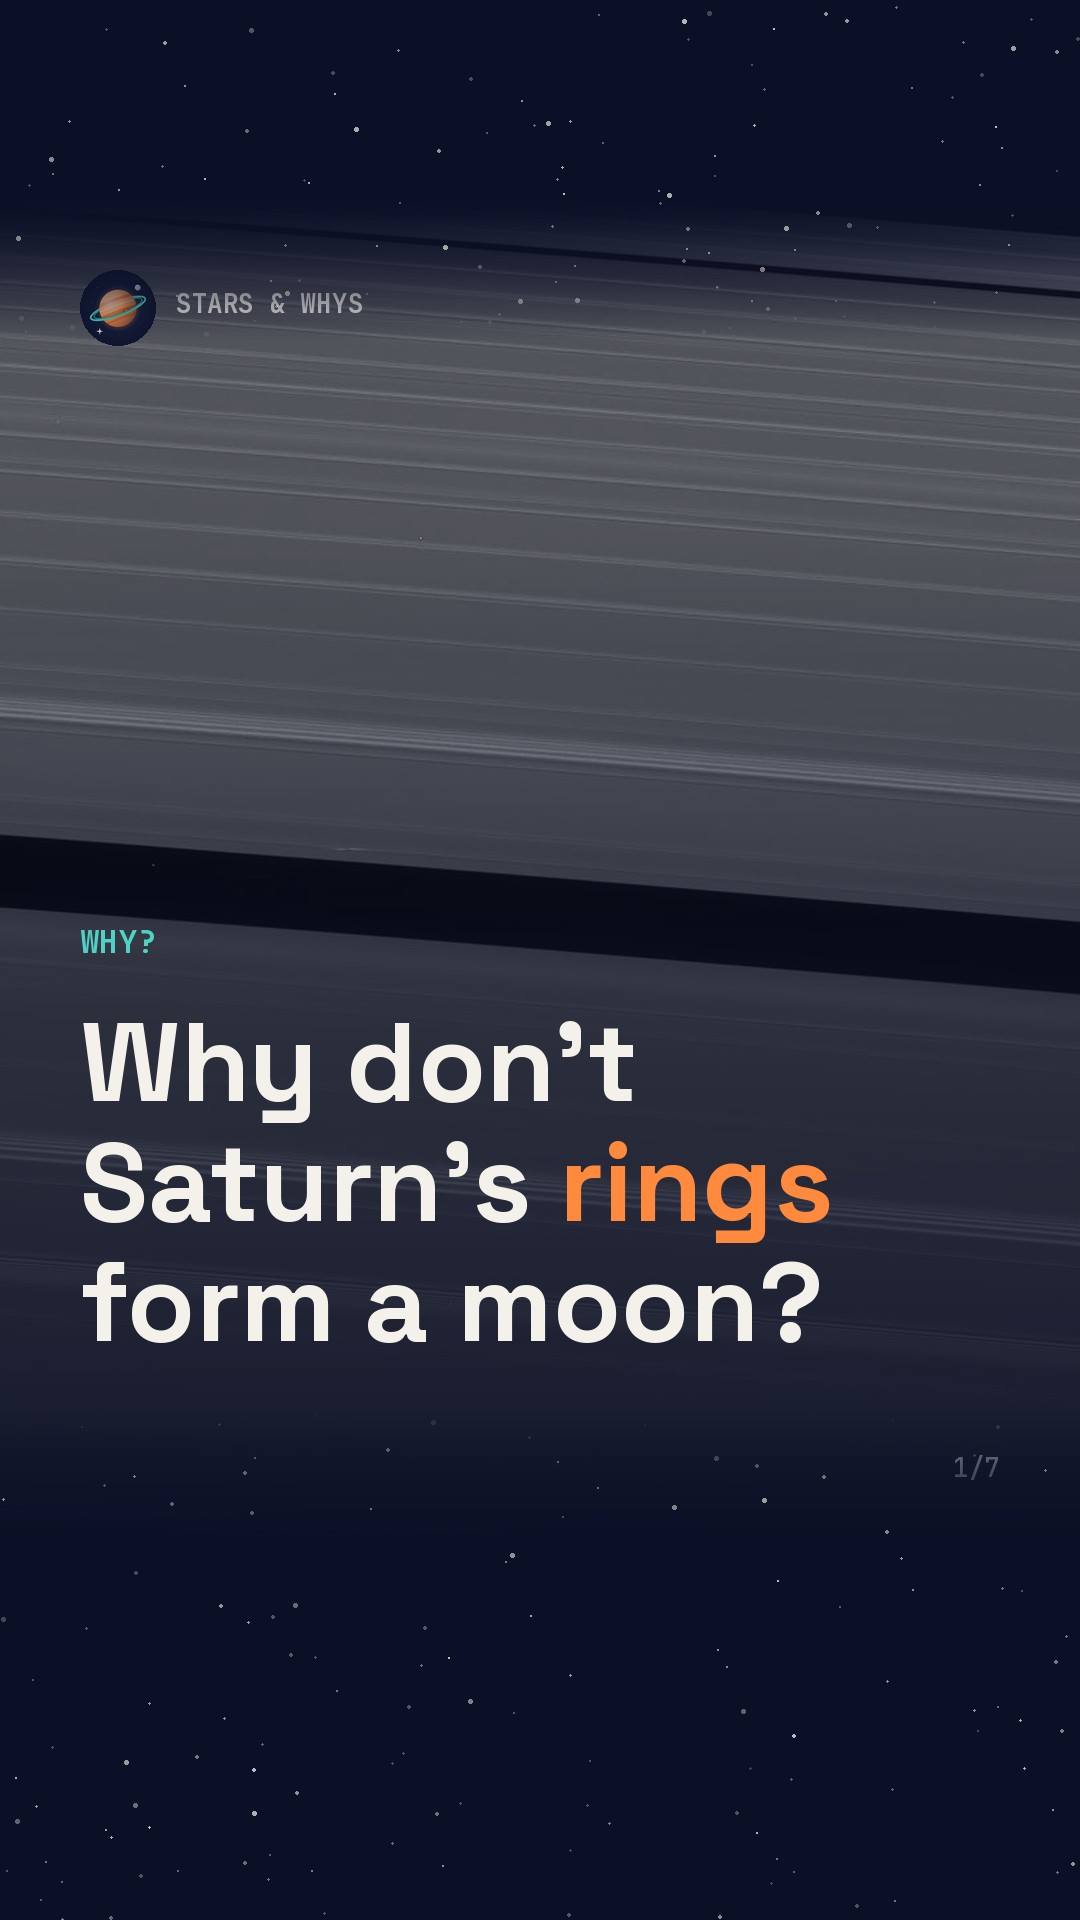 STARS & WHYS
WHY?
Why don’t
Saturn’s rings
form a moon?
1/7